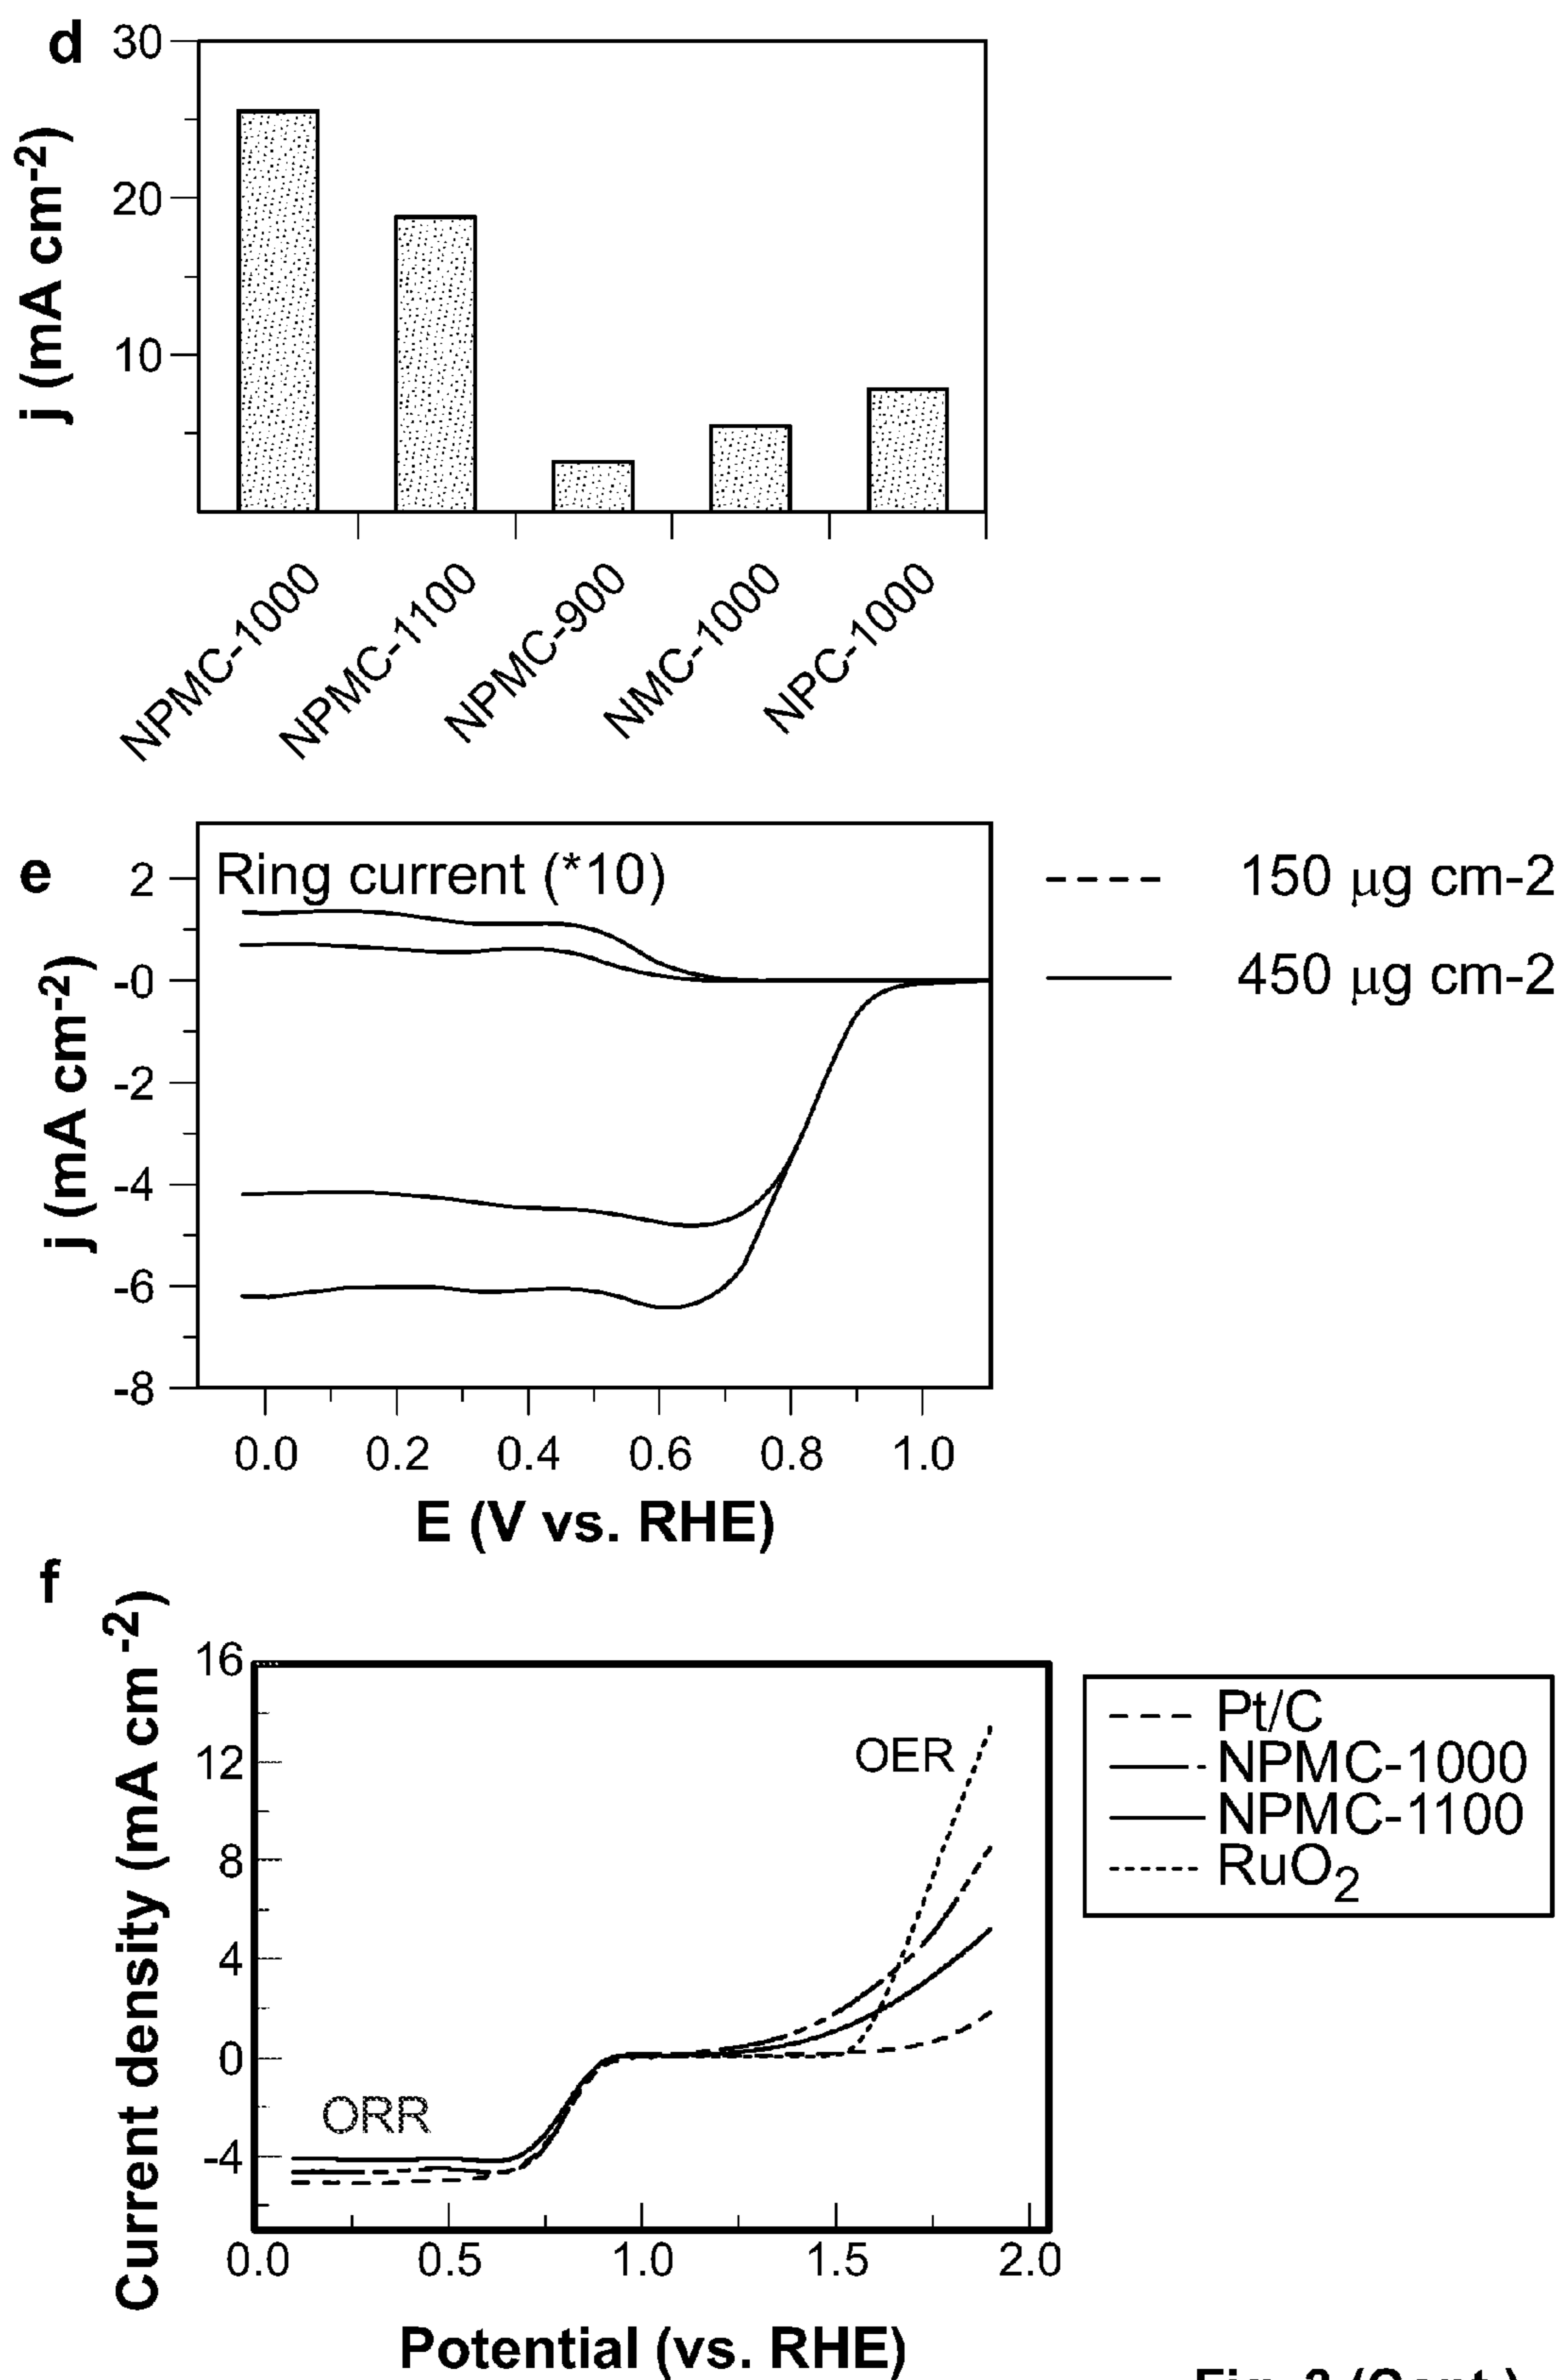 d
30
20
10
j (mA cm-2)
NPMC-1000
NPMC-1100
NPMC-900
NMC-1000
NPC-1000
e
Ring current (*10)
2
-0
-2
-4
-6
-8
j (mA cm-2)
0.0 0.2 0.4 0.6 0.8 1.0
E (V vs. RHE)
150 μg cm-2
450 μg cm-2
f
16
12
8
4
0
-4
Current density (mA cm-2)
OER
ORR
0.0 0.5 1.0 1.5 2.0
Potential (vs. RHE)
Pt/C
NPMC-1000
NPMC-1100
RuO2